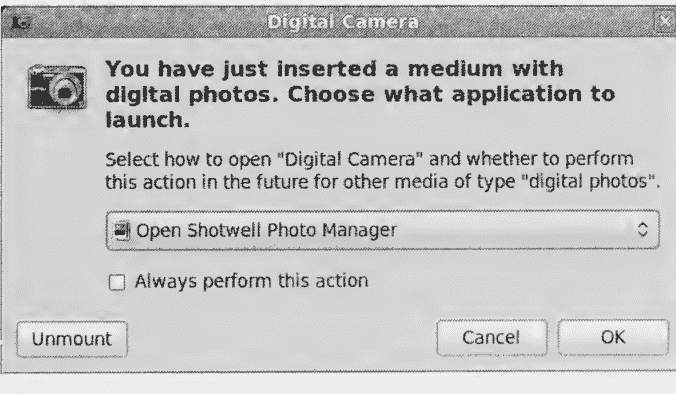 Digital Camera
You have just inserted a medium with
digital photos. Choose what application to
launch.
Select how to open "Digital Camera" and whether to perform
this action in the future for other media of type "digital photos".
Open Shotwell Photo Manager
Always perform this action
Unmount
Cancel
OK